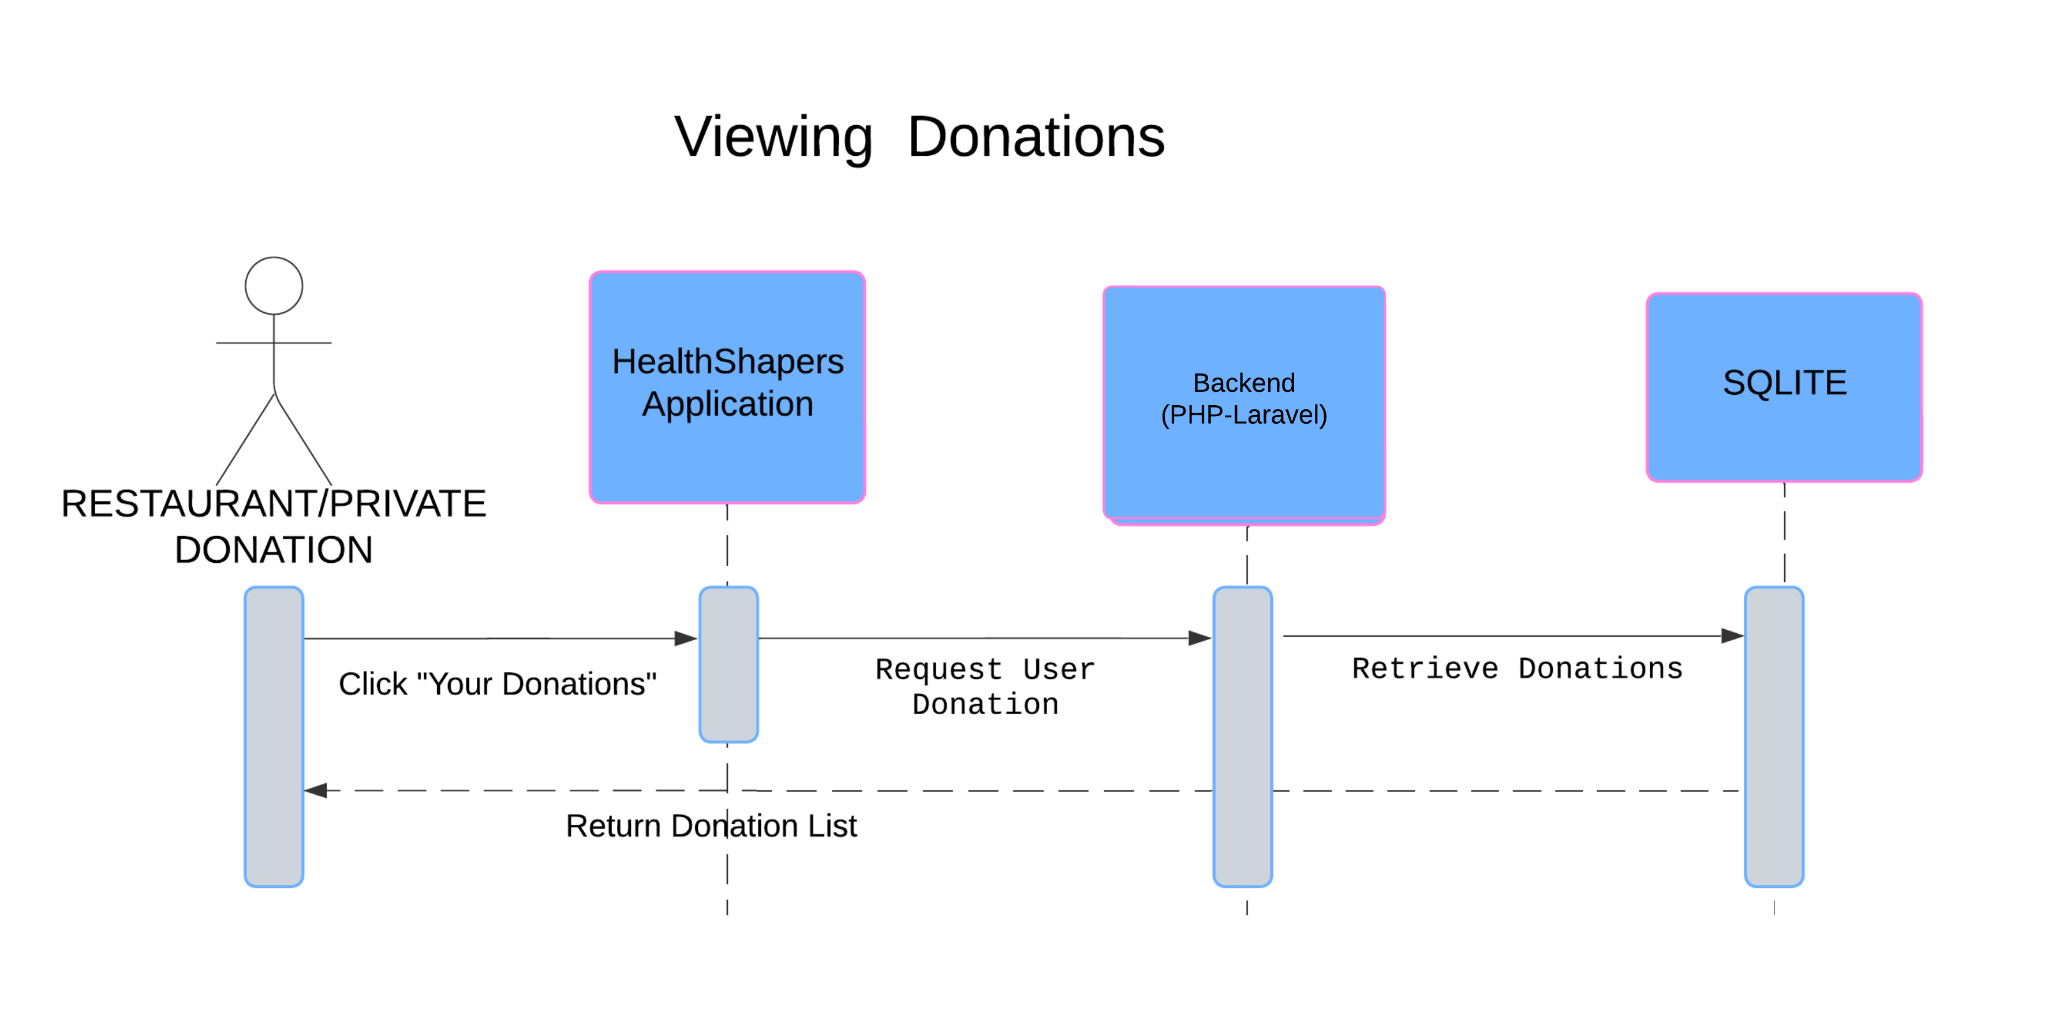 Viewing  Donations
RESTAURANT/PRIVATE
DONATION
HealthShapers
Application
Backend
(PHP-Laravel)
SQLITE
Click "Your Donations"
Request User
Donation
Retrieve Donations
Return Donation List